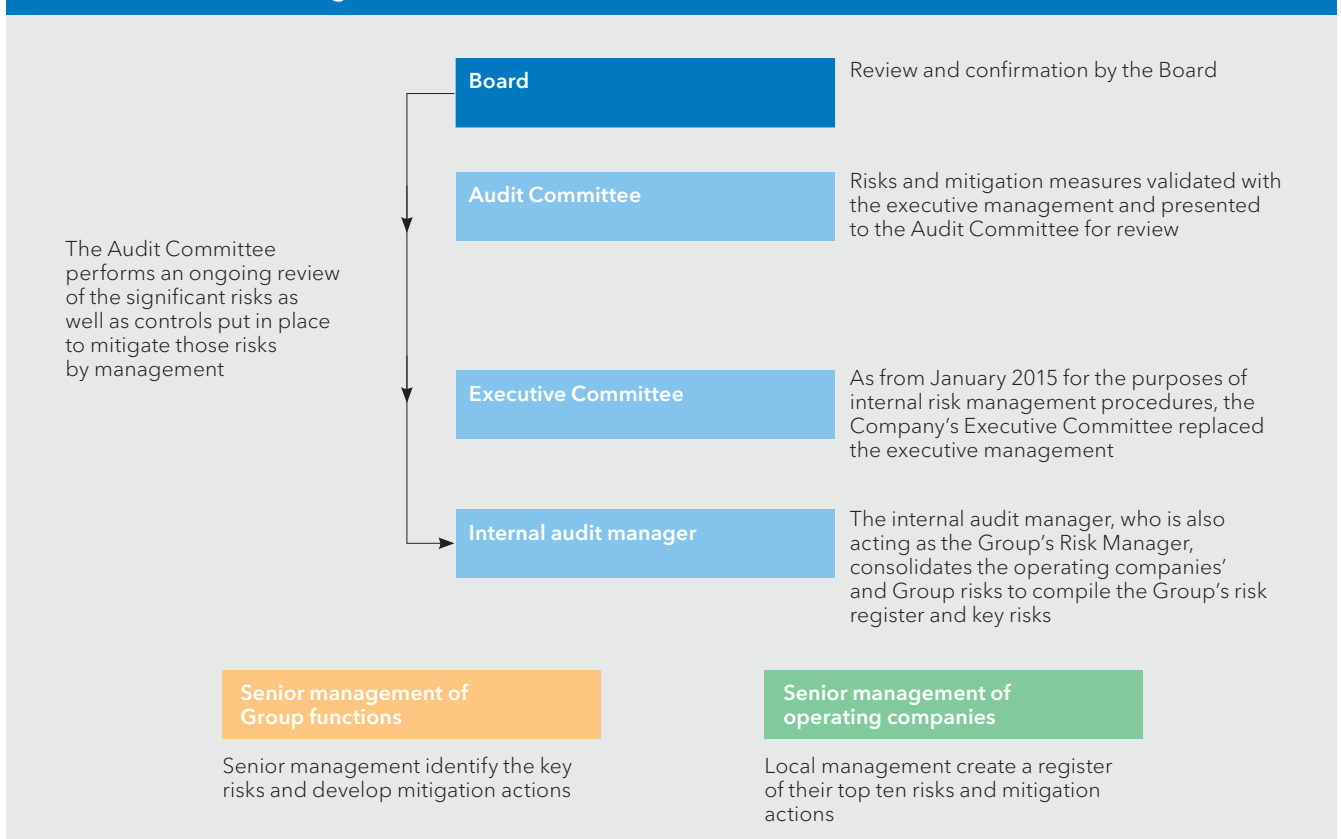 Board
Review and confirmation by the Board
Audit Committee
Risks and mitigation measures validated with
the executive management and presented
to the Audit Committee for review
The Audit Committee
performs an ongoing review
of the significant risks as
well as controls put in place
to mitigate those risks
by management
Executive Committee
As from January 2015 for the purposes of
internal risk management procedures, the
Company’s Executive Committee replaced
the executive management
Internal audit manager
The internal audit manager, who is also
acting as the Group’s Risk Manager,
consolidates the operating companies’
and Group risks to compile the Group’s risk
register and key risks
Senior management of
Group functions
Senior management identify the key
risks and develop mitigation actions
Senior management of
operating companies
Local management create a register
of their top ten risks and mitigation
actions